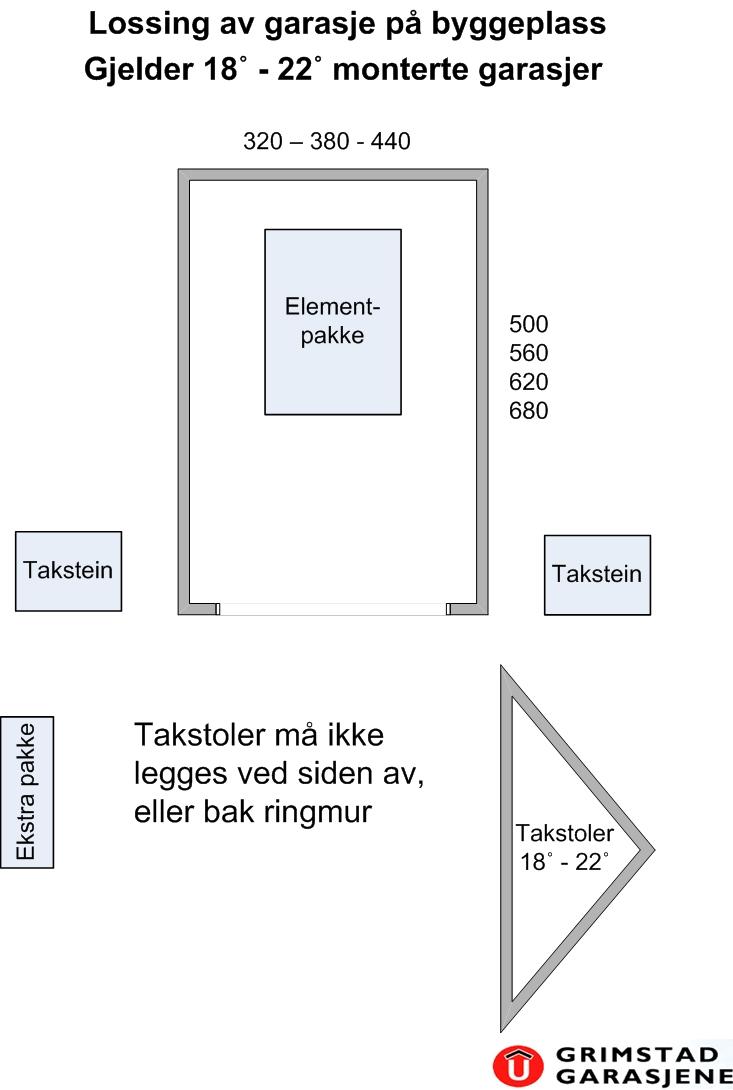 Lossing av garasje på byggeplass
Gjelder 18° - 22° monterte garasjer
320 – 380 - 440
Element-
pakke
500
560
620
680
Takstein
Takstein
Ekstra pakke
Takstoler må ikke
legges ved siden av,
eller bak ringmur
Takstoler
18° - 22°
GRIMSTAD
GARASJENE